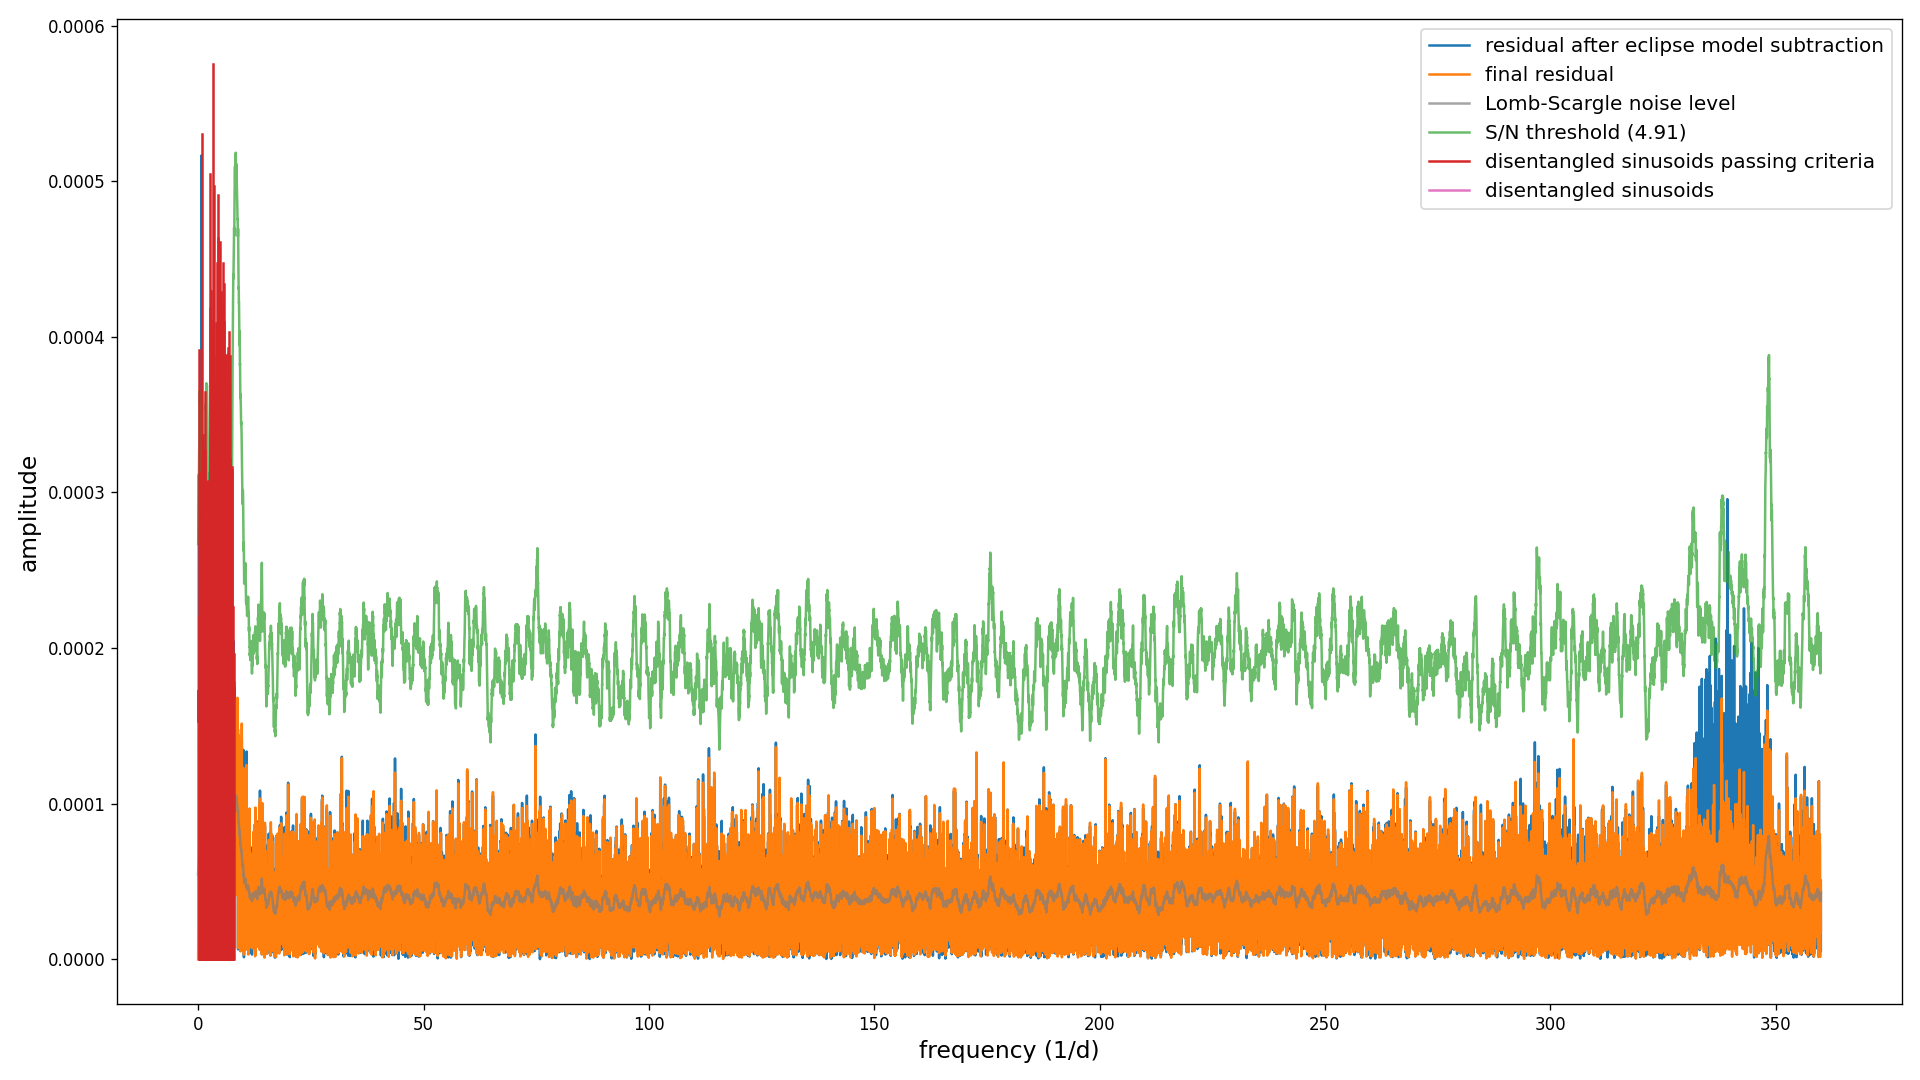 0.0006
0.0005
0.0004
0.0003
0.0002
0.0001
0.0000
amplitude
0 50 100 150 200 250 300 350
frequency (1/d)
residual after eclipse model subtraction
final residual
Lomb-Scargle noise level
S/N threshold (4.91)
disentangled sinusoids passing criteria
disentangled sinusoids